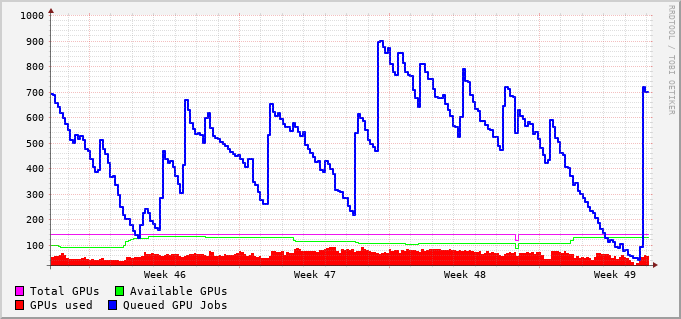 1000
900
800
700
600
500
400
300
200
100
Week 46 Week 47 Week 48 Week 49
Total GPUs Available GPUs
GPUs used Queued GPU Jobs
RRDTOOL / TOBI OETIKER